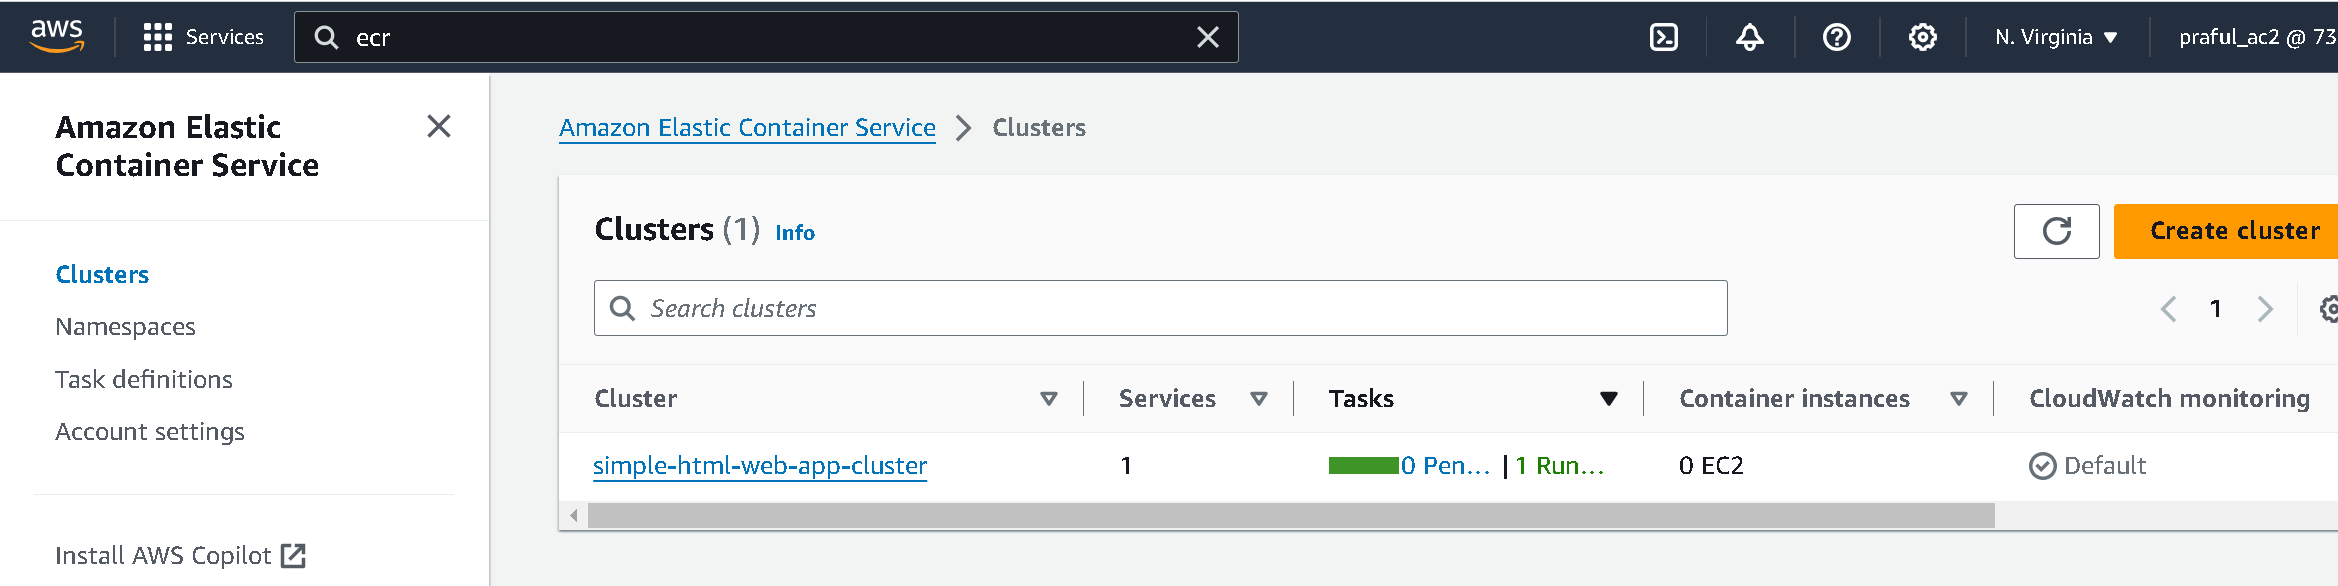 aws Services ecr N. Virginia praful_ac2 @ 73
Amazon Elastic
Container Service
Clusters
Namespaces
Task definitions
Account settings
Install AWS Copilot
Amazon Elastic Container Service Clusters
Clusters (1) Info
Create cluster
Search clusters
1
Cluster Services Tasks Container instances CloudWatch monitoring
simple-html-web-app-cluster 1 0 Pen... | 1 Run... 0 EC2 Default